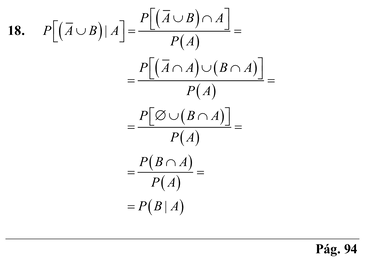 18. P[(A̅ ∪ B) | A] = P[(A̅ ∪ B) ∩ A] / P(A) =
= P[(A̅ ∩ A) ∪ (B ∩ A)] / P(A) =
= P[∅ ∪ (B ∩ A)] / P(A) =
= P(B ∩ A) / P(A) =
= P(B | A)
Pág. 94